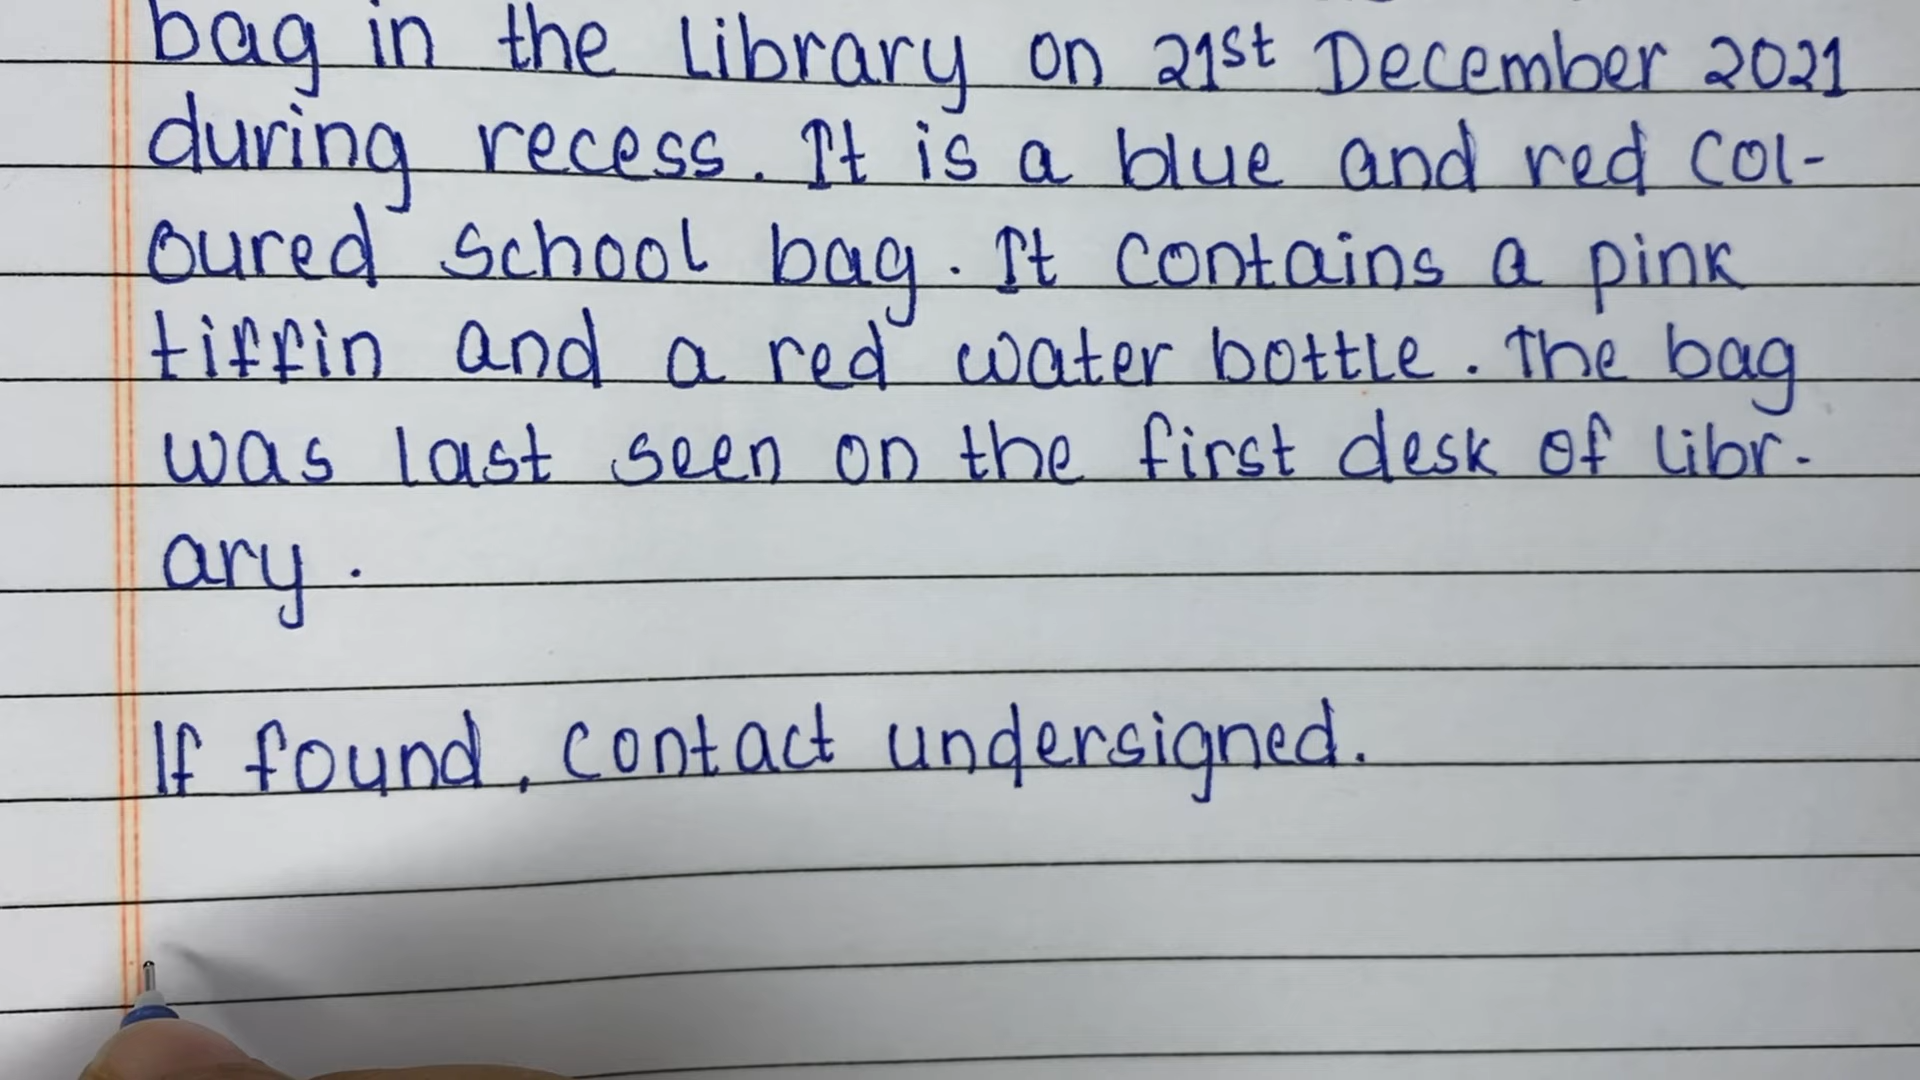 bag in the library on 21st December 2021
during recess. It is a blue and red col-
oured school bag. It contains a pink
tiffin and a red water bottle. The bag
was last seen on the first desk of libr-
ary.
If found, contact undersigned.